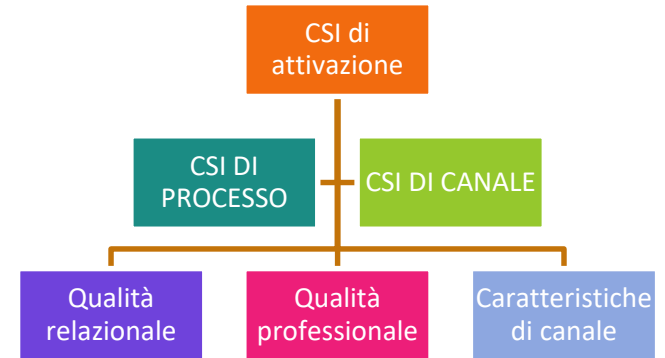 CSI di
attivazione
CSI DI
PROCESSO
CSI DI CANALE
Qualità
relazionale
Qualità
professionale
Caratteristiche
di canale